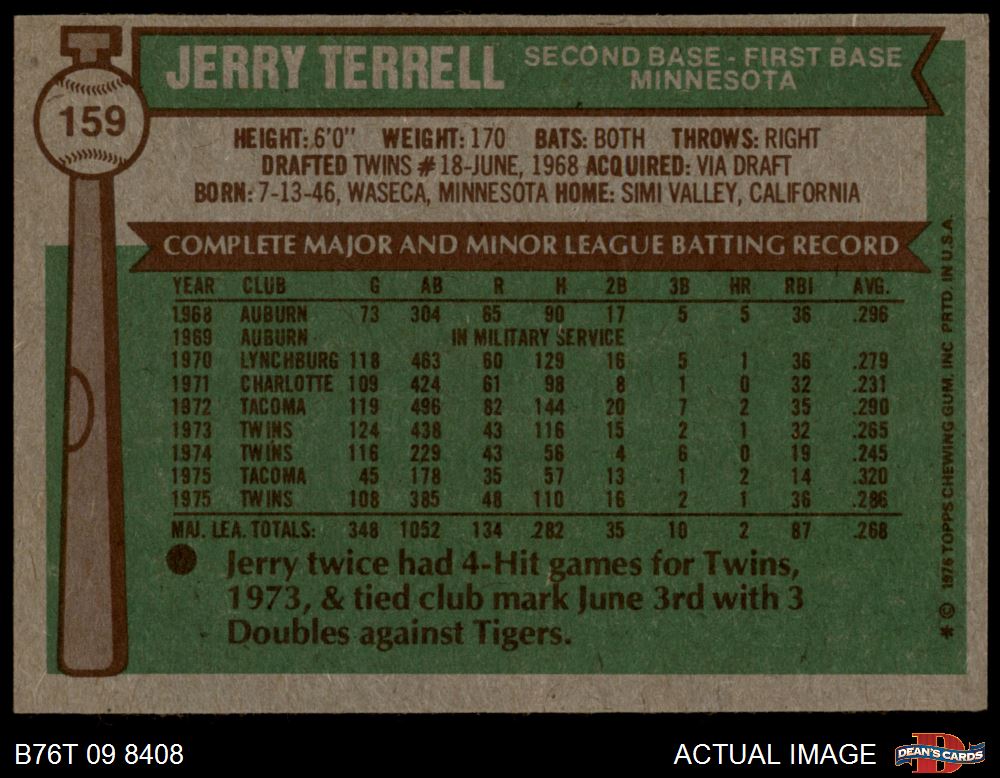 JERRY TERRELL SECOND BASE - FIRST BASE
MINNESOTA
159
HEIGHT: 6'0" WEIGHT: 170 BATS: BOTH THROWS: RIGHT
DRAFTED TWINS #18-JUNE, 1968 ACQUIRED: VIA DRAFT
BORN: 7-13-46, WASECA, MINNESOTA HOME: SIMI VALLEY, CALIFORNIA
COMPLETE MAJOR AND MINOR LEAGUE BATTING RECORD
YEAR CLUB G AB R H 2B 3B HR RBI AVG.
1968 AUBURN 73 304 65 90 17 5 5 36 .296
1969 AUBURN IN MILITARY SERVICE
1970 LYNCHBURG 118 463 60 129 16 5 1 36 .279
1971 CHARLOTTE 109 424 61 98 8 1 0 32 .231
1972 TACOMA 119 496 82 144 20 7 2 35 .290
1973 TWINS 124 438 43 116 15 2 1 32 .265
1974 TWINS 116 229 43 56 4 6 0 19 .245
1975 TACOMA 45 178 35 57 13 1 2 14 .320
1975 TWINS 108 385 48 110 16 2 1 36 .286
MAJ. LEA. TOTALS: 348 1052 134 282 35 10 2 87 .268
Jerry twice had 4-Hit games for Twins,
1973, & tied club mark June 3rd with 3
Doubles against Tigers.
* © 1976 TOPPS CHEWING GUM, INC PRTD. IN U.S.A.
B76T 09 8408 ACTUAL IMAGE DEAN'S CARDS